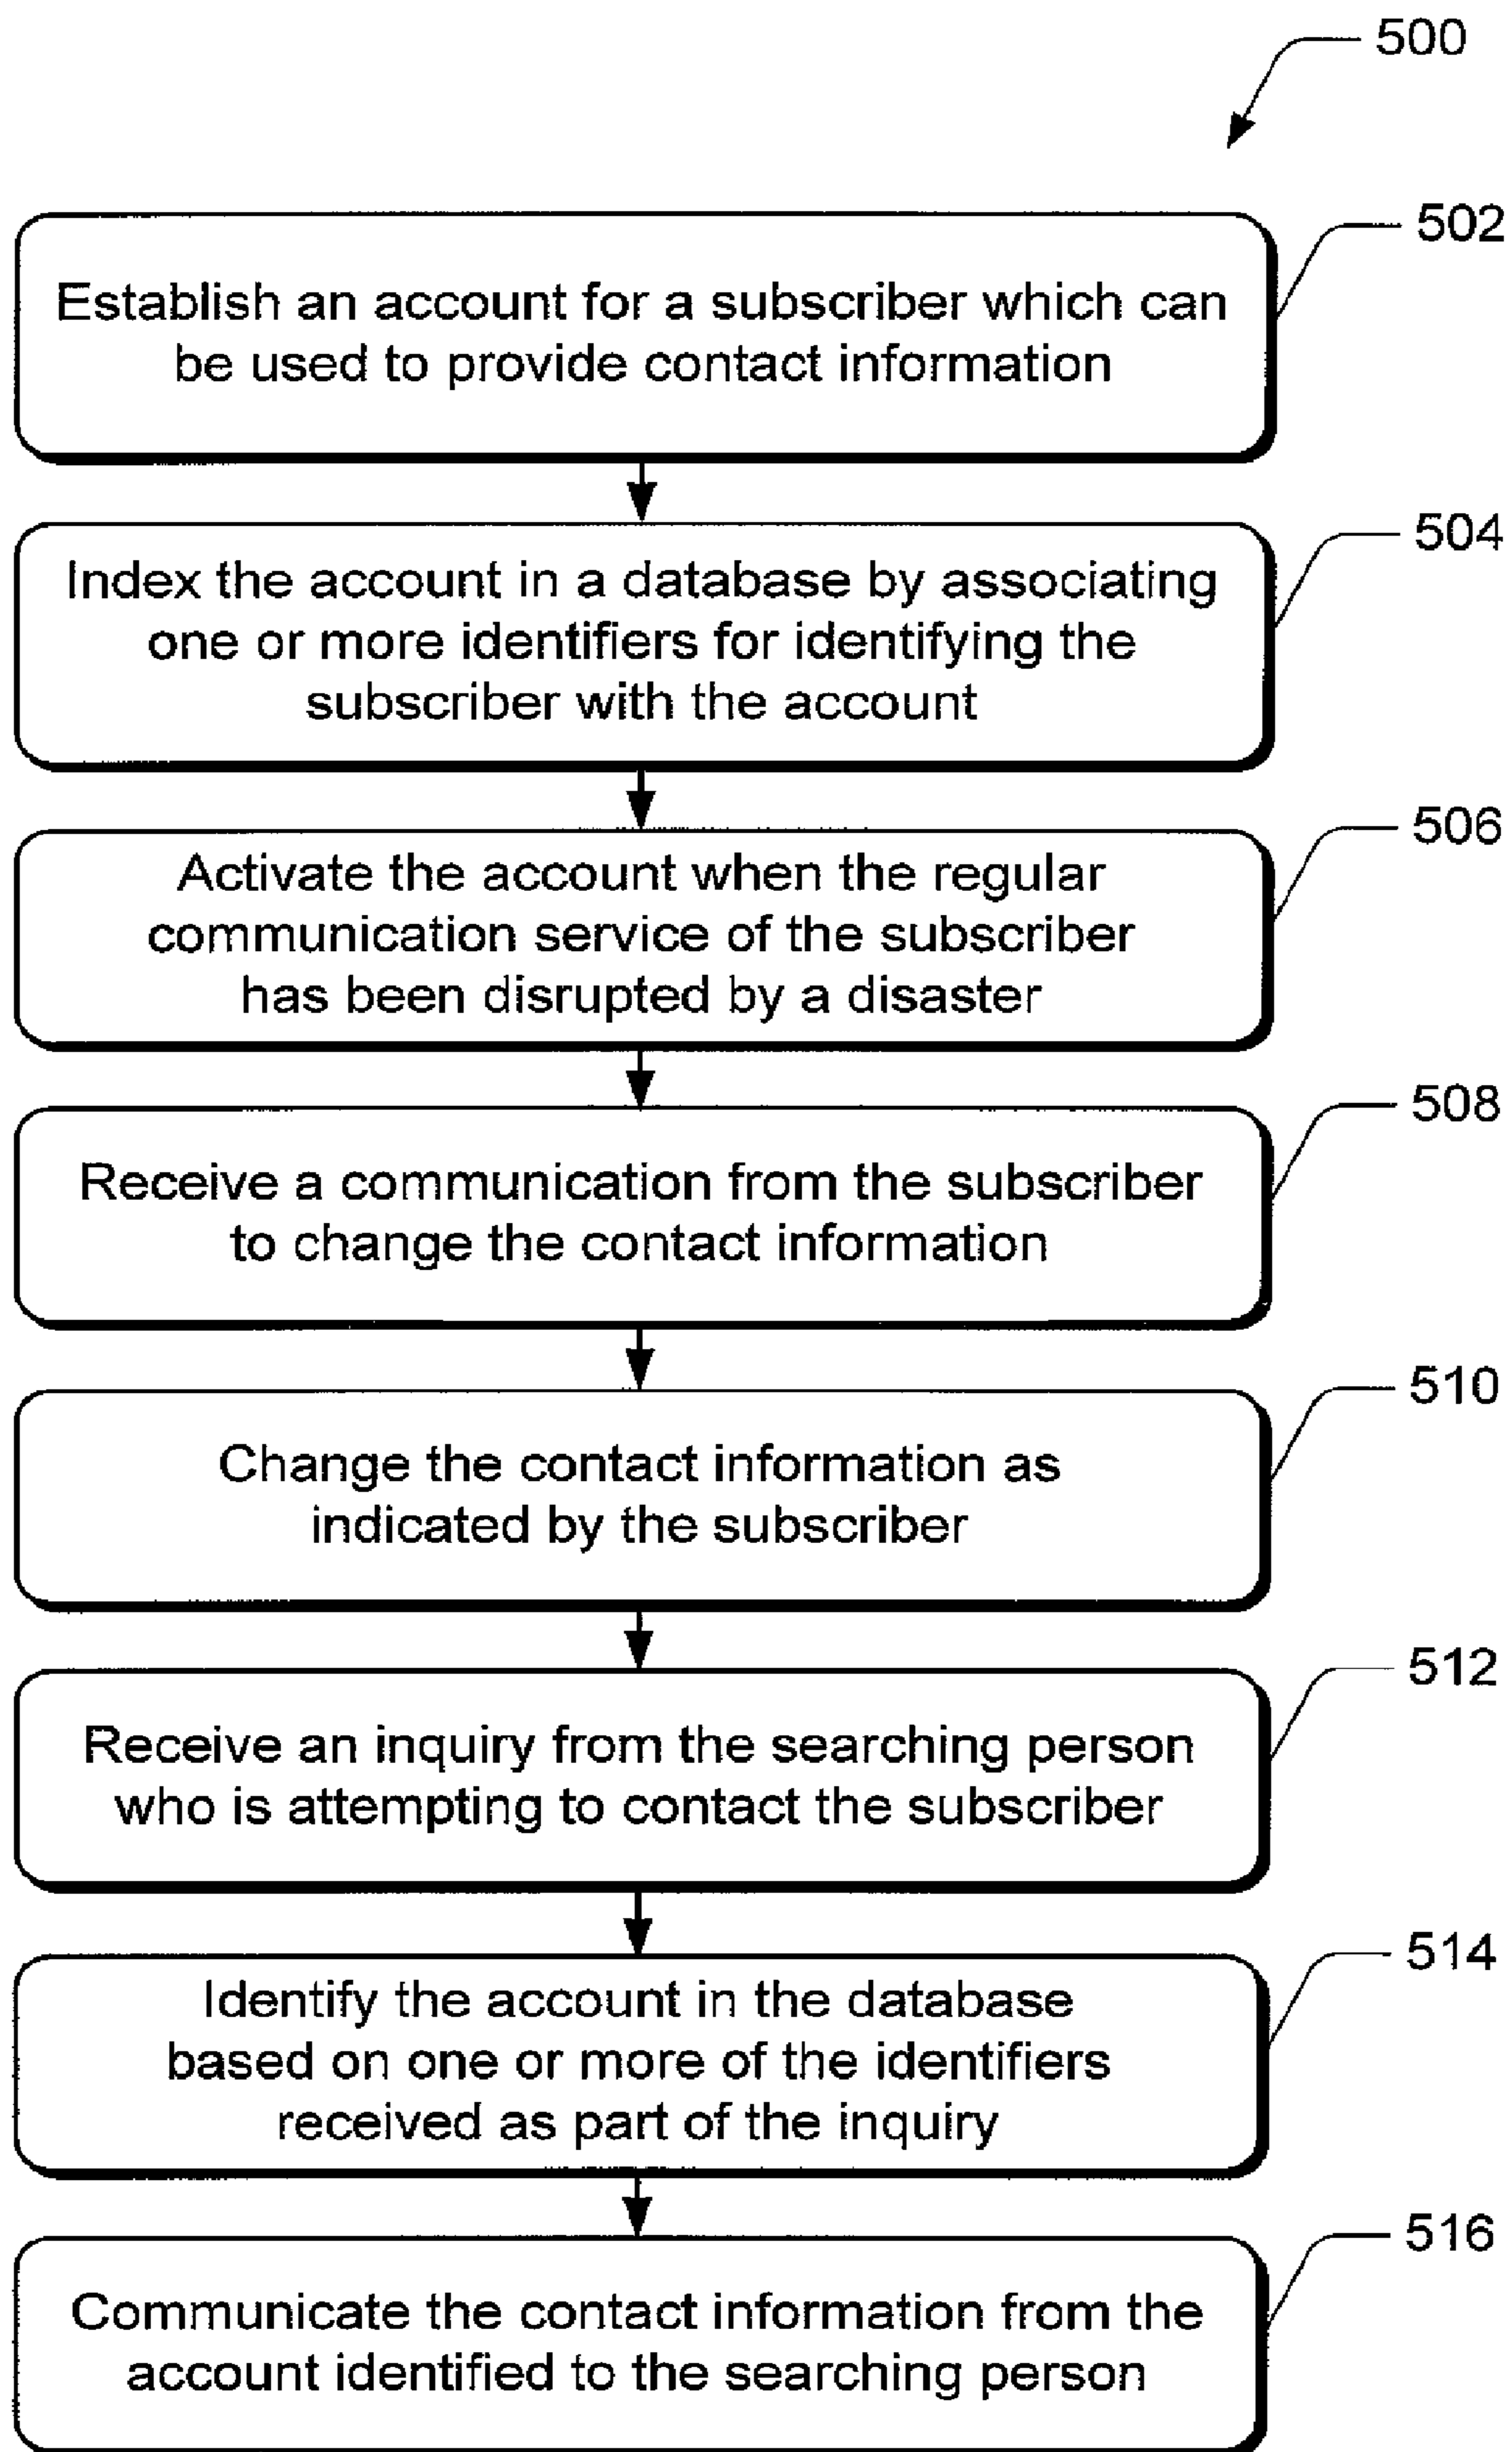 500
502
Establish an account for a subscriber which can
be used to provide contact information
504
Index the account in a database by associating
one or more identifiers for identifying the
subscriber with the account
506
Activate the account when the regular
communication service of the subscriber
has been disrupted by a disaster
508
Receive a communication from the subscriber
to change the contact information
510
Change the contact information as
indicated by the subscriber
512
Receive an inquiry from the searching person
who is attempting to contact the subscriber
514
Identify the account in the database
based on one or more of the identifiers
received as part of the inquiry
516
Communicate the contact information from the
account identified to the searching person